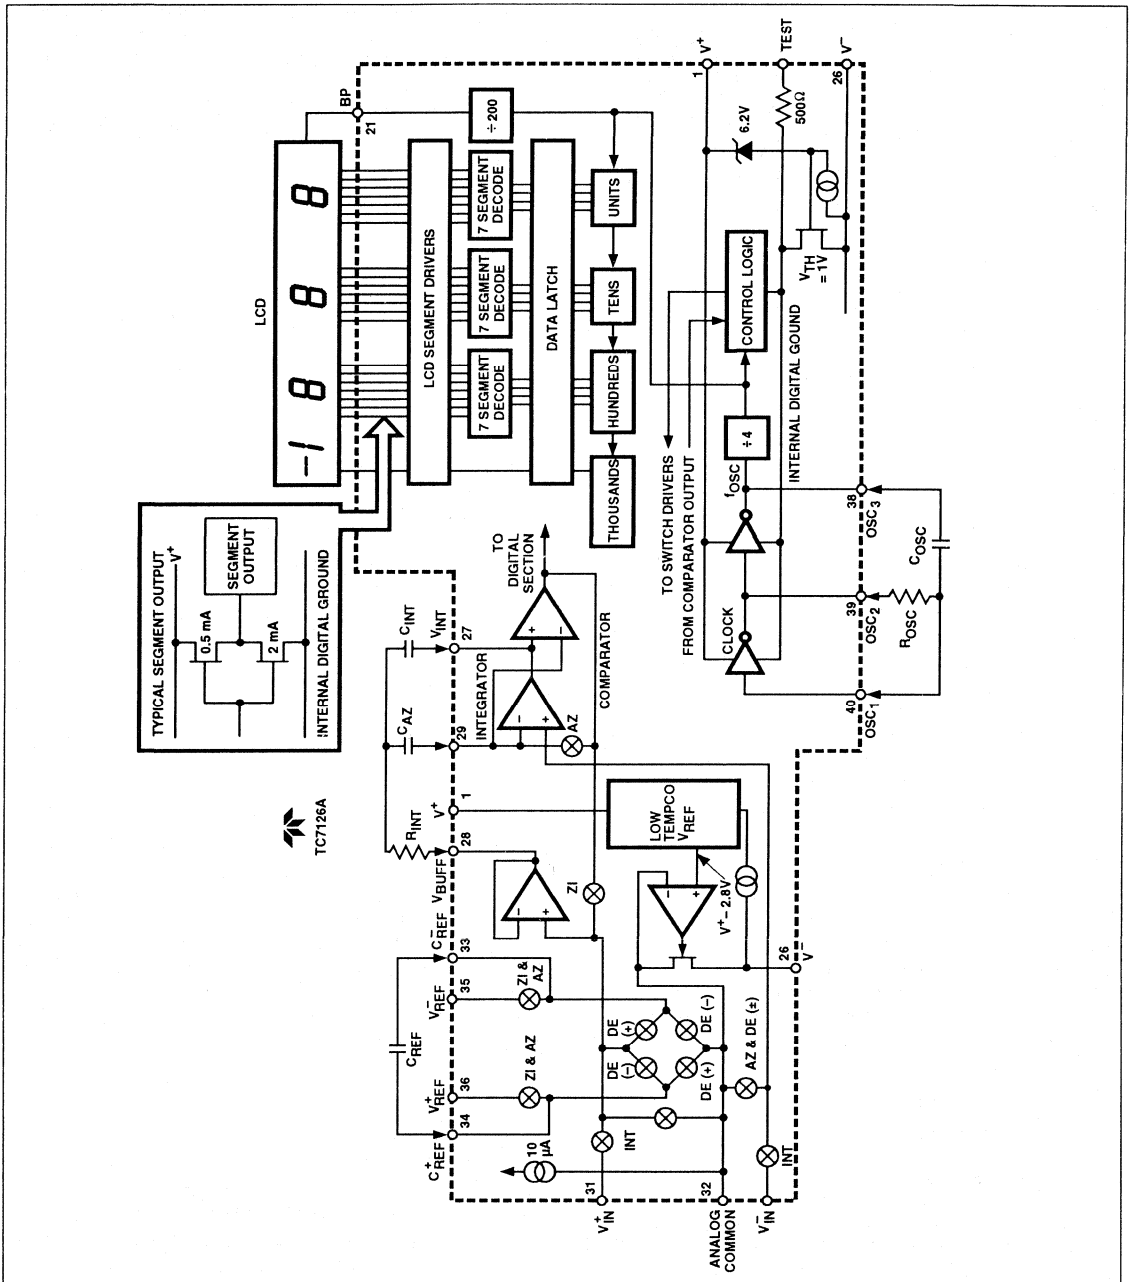 TYPICAL SEGMENT OUTPUT
V+
0.5 mA
SEGMENT
OUTPUT
2 mA
INTERNAL DIGITAL GROUND
TC7126A
LCD
-1 8 8 8
BP
21
LCD SEGMENT DRIVERS
7 SEGMENT
DECODE
7 SEGMENT
DECODE
7 SEGMENT
DECODE
÷200
DATA LATCH
THOUSANDS
HUNDREDS
TENS
UNITS
C+REF
34
V+REF
36
CREF
V−REF
35
C−REF
33
VBUFF
28
RINT
V+
1
CAZ
29
CINT
VINT
27
INTEGRATOR
TO
DIGITAL
SECTION
COMPARATOR
AZ
ZI
ZI & AZ
ZI &
AZ
10
µA
31
V+IN
INT
DE
(−)
DE
(+)
DE (+)
DE (−)
32
ANALOG
COMMON
AZ & DE (±)
V−IN
INT
LOW
TEMPCO
VREF
V+ − 2.8V
26
V−
TO SWITCH DRIVERS
FROM COMPARATOR OUTPUT
CLOCK
fOSC
÷4
CONTROL LOGIC
INTERNAL DIGITAL GOUND
VTH
= 1V
6.2V
500Ω
1
V+
TEST
26
V−
40
OSC1
39
OSC2
38
OSC3
ROSC
COSC